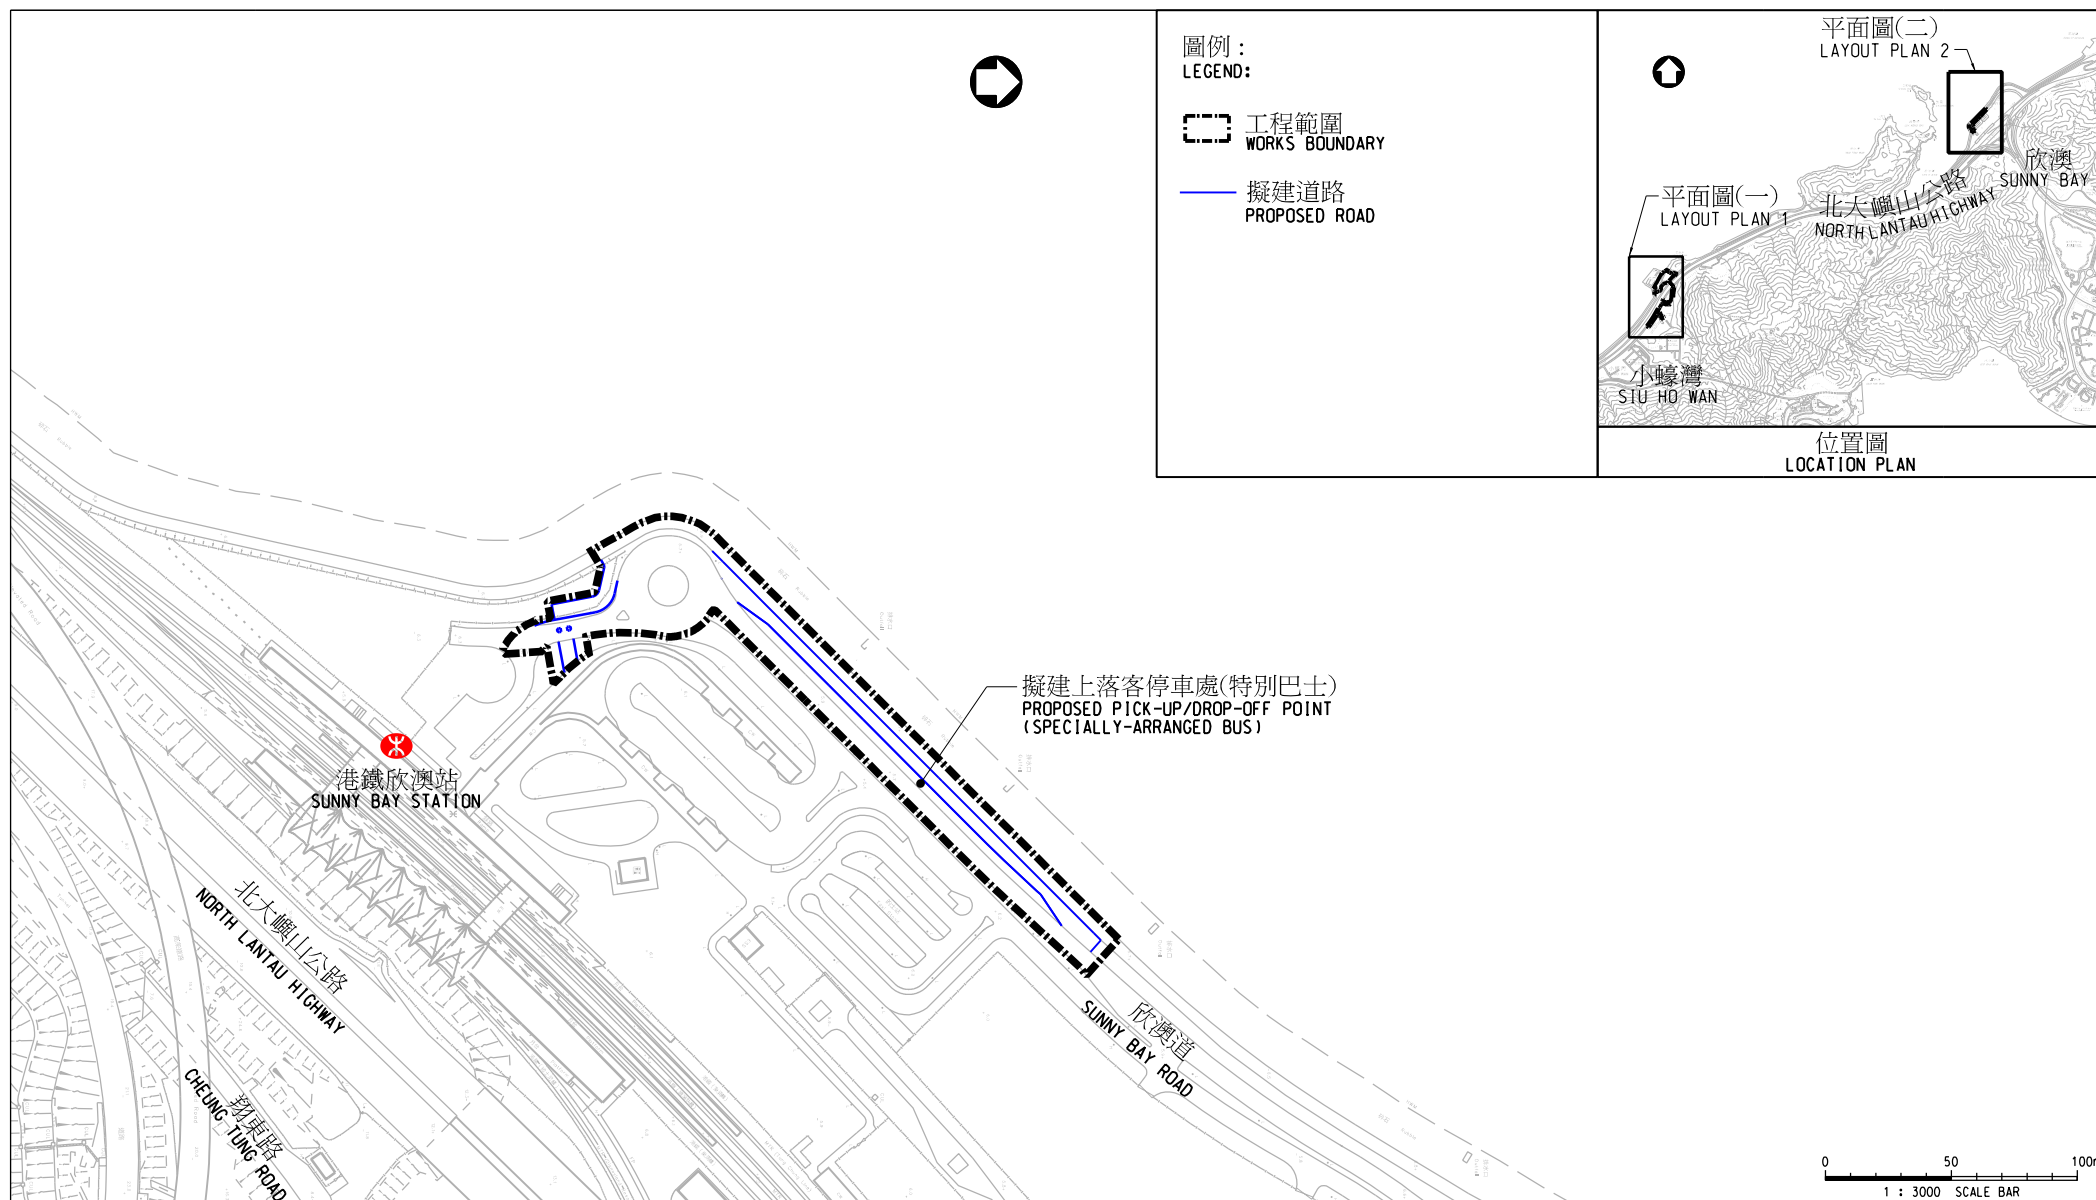 圖例 :
LEGEND:
工程範圍
WORKS BOUNDARY
擬建道路
PROPOSED ROAD
平面圖(二)
LAYOUT PLAN 2
欣澳
SUNNY BAY
平面圖(一)
LAYOUT PLAN 1
北大嶼山公路
NORTH LANTAU HIGHWAY
小蠔灣
SIU HO WAN
位置圖
LOCATION PLAN
擬建上落客停車處(特別巴士)
PROPOSED PICK-UP/DROP-OFF POINT
(SPECIALLY-ARRANGED BUS)
港鐵欣澳站
SUNNY BAY STATION
北大嶼山公路
NORTH LANTAU HIGHWAY
翔東路
CHEUNG TUNG ROAD
欣澳道
SUNNY BAY ROAD
0 50 100m
1 : 3000 SCALE BAR